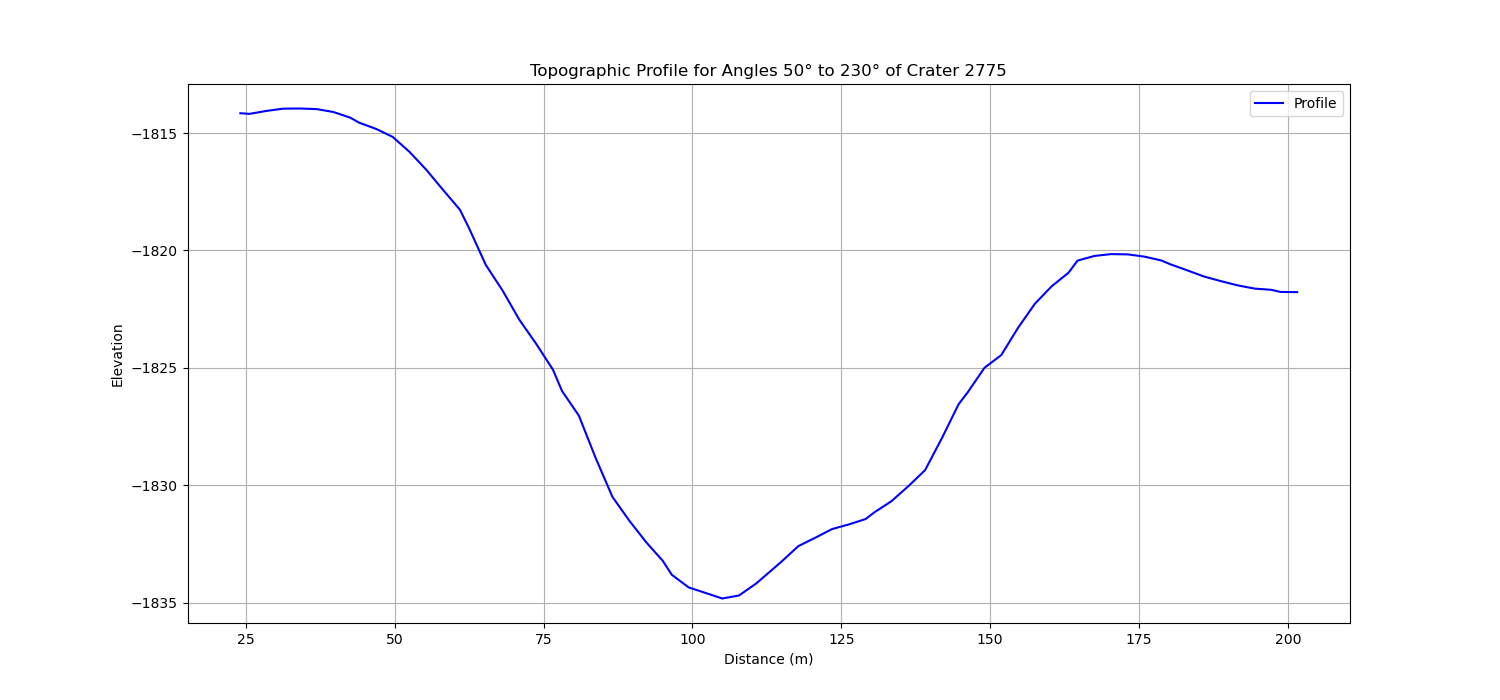 Topographic Profile for Angles 50° to 230° of Crater 2775
Profile
−1815
−1820
−1825
−1830
−1835
Elevation
25 50 75 100 125 150 175 200
Distance (m)